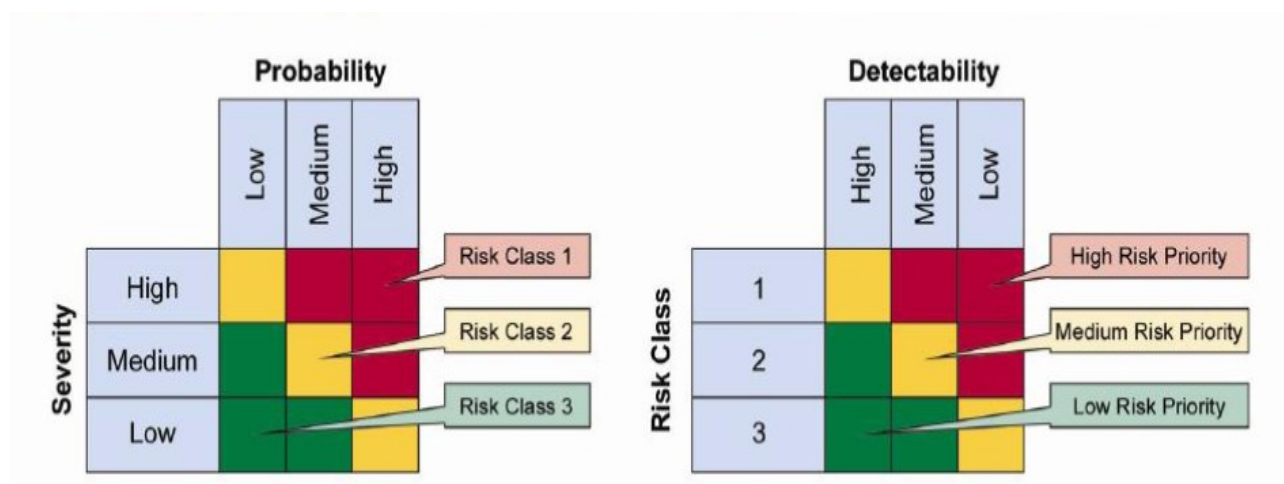 Probability
Low
Medium
High
Severity
High
Medium
Low
Risk Class 1
Risk Class 2
Risk Class 3
Detectability
High
Medium
Low
Risk Class
1
2
3
High Risk Priority
Medium Risk Priority
Low Risk Priority